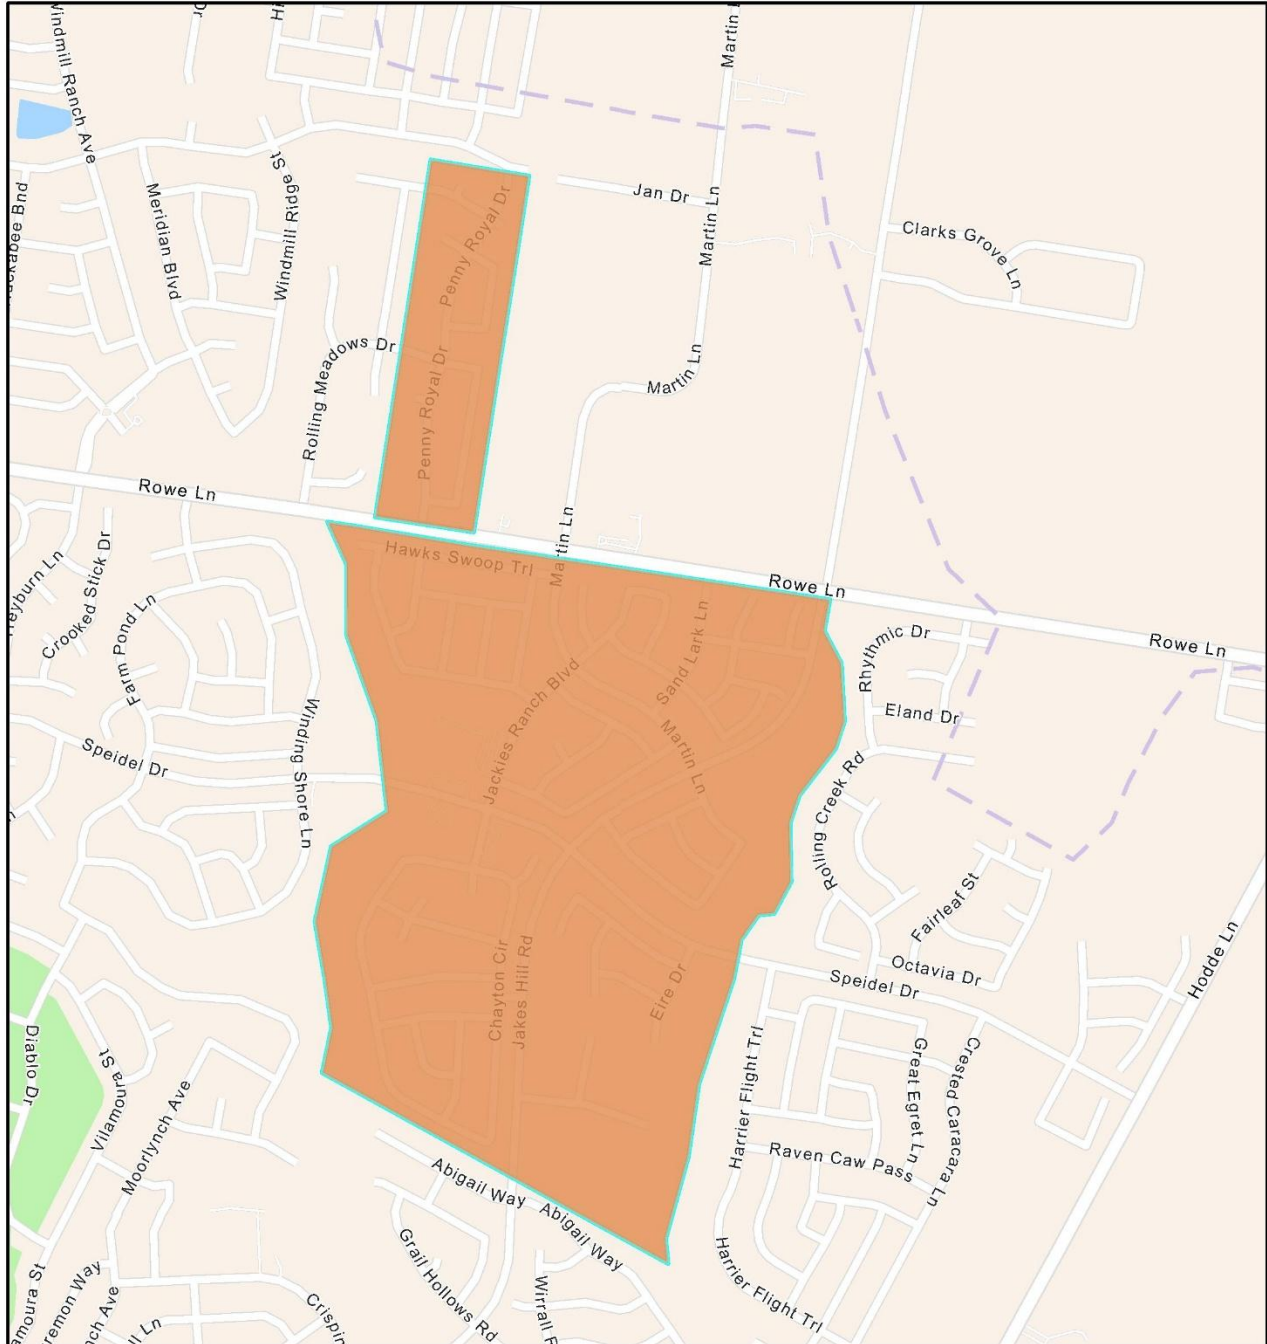 Windmill Ranch Ave
Martin Ln
Meridian Blvd
Windmill Ridge St
Penny Royal Dr
Jan Dr
Martin Ln
Clarks Grove Ln
Rolling Meadows Dr
Penny Royal Dr
Martin Ln
Rowe Ln
Hawks Swoop Trl
Martin Ln
Rowe Ln
Rowe Ln
Crooked Stick Dr
Farm Pond Ln
Rhythmic Dr
Sand Lark Ln
Eland Dr
Jackies Ranch Blvd
Martin Ln
Speidel Dr
Winding Shore Ln
Rolling Creek Rd
Fairleaf St
Octavia Dr
Speidel Dr
Hodde Ln
Chayton Cir
Jakes Hill Rd
Eire Dr
Diablo Dr
Vilamoura St
Moorlynch Ave
Harrier Flight Trl
Great Egret Ln
Crested Caracara Ln
Raven Caw Pass
Abigail Way
Abigail Way
Grail Hollows Rd
Harrier Flight Trl